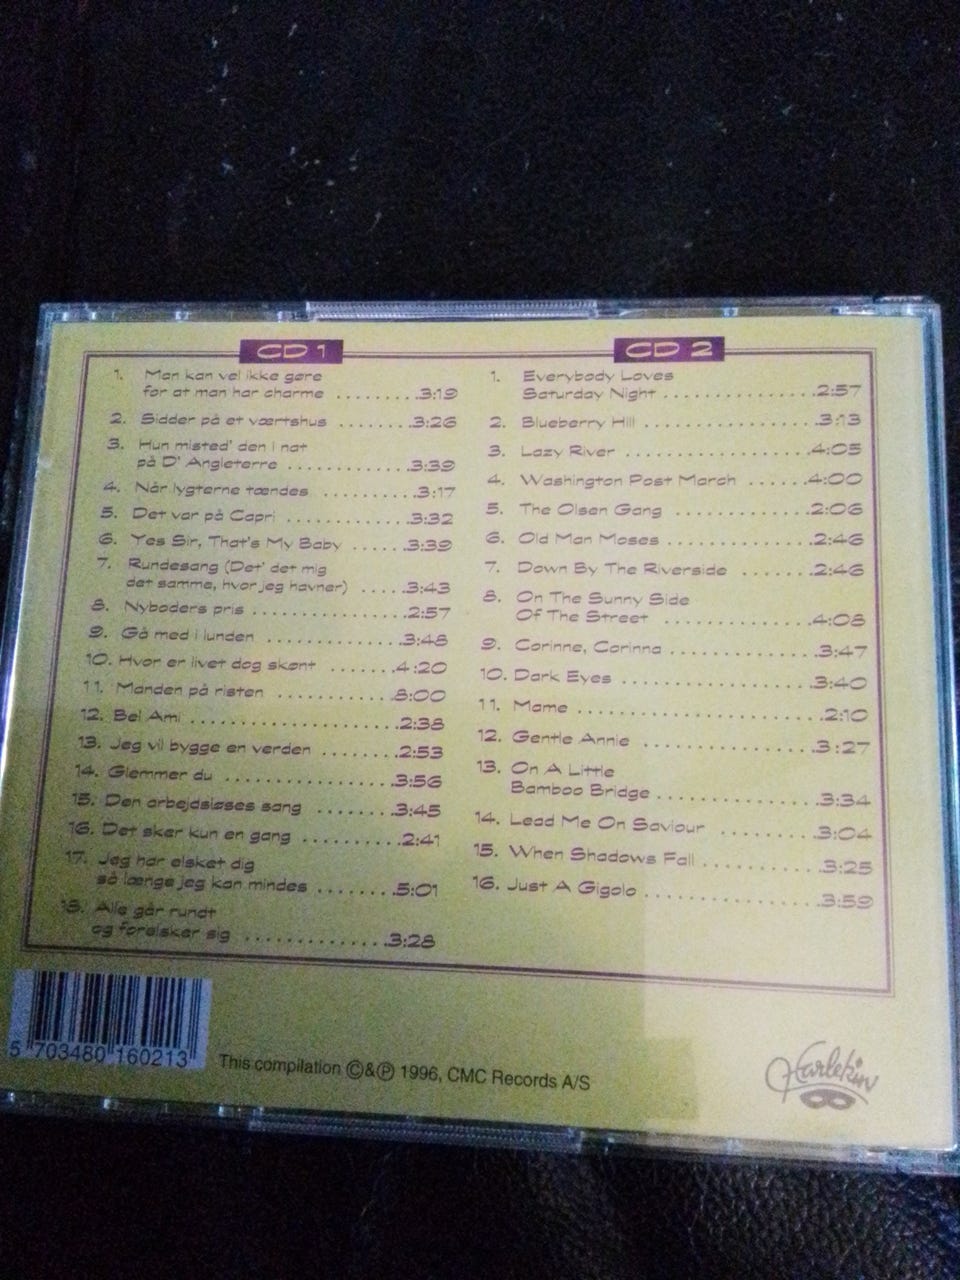 CD 1
1. Man kan vel ikke gøre
for at man har charme .........3:19
2. Sidder på et værtshus ........3:26
3. Hun misted' den i nat
på D' Angleterre .............3:39
4. Når lygterne tændes ..........3:17
5. Det var på Capri .............3:32
6. Yes Sir, That's My Baby ......3:39
7. Rundesang (Det' det mig
det samme, hvor jeg havner) .....3:43
8. Nyboders pris ................2:57
9. Gå med i lunden ..............3:48
10. Hvor er livet dog skønt .......4:20
11. Manden på risten ............8:00
12. Bel Ami .....................2:38
13. Jeg vil bygge en verden ........2:53
14. Glemmer du .................3:56
15. Den arbejdsløses sang ........3:45
16. Det sker kun en gang .........2:41
17. Jeg har elsket dig
så længe jeg kan mindes ........5:01
18. Alle går rundt
og forelsker sig ...............3:28
CD 2
1. Everybody Loves
Saturday Night ...............2:57
2. Blueberry Hill .................3:13
3. Lazy River ...................4:05
4. Washington Post March ......4:00
5. The Olsen Gang ..............2:06
6. Old Man Moses ..............2:46
7. Down By The Riverside .......2:46
8. On The Sunny Side
Of The Street ................4:08
9. Corinne, Corinna .............3:47
10. Dark Eyes ...................3:40
11. Mame ......................2:10
12. Gentle Annie ................3:27
13. On A Little
Bamboo Bridge ...............3:34
14. Lead Me On Saviour .........3:04
15. When Shadows Fall ...........3:25
16. Just A Gigolo ................3:59
5 703480 160213
This compilation ©&℗ 1996, CMC Records A/S
Harlekin